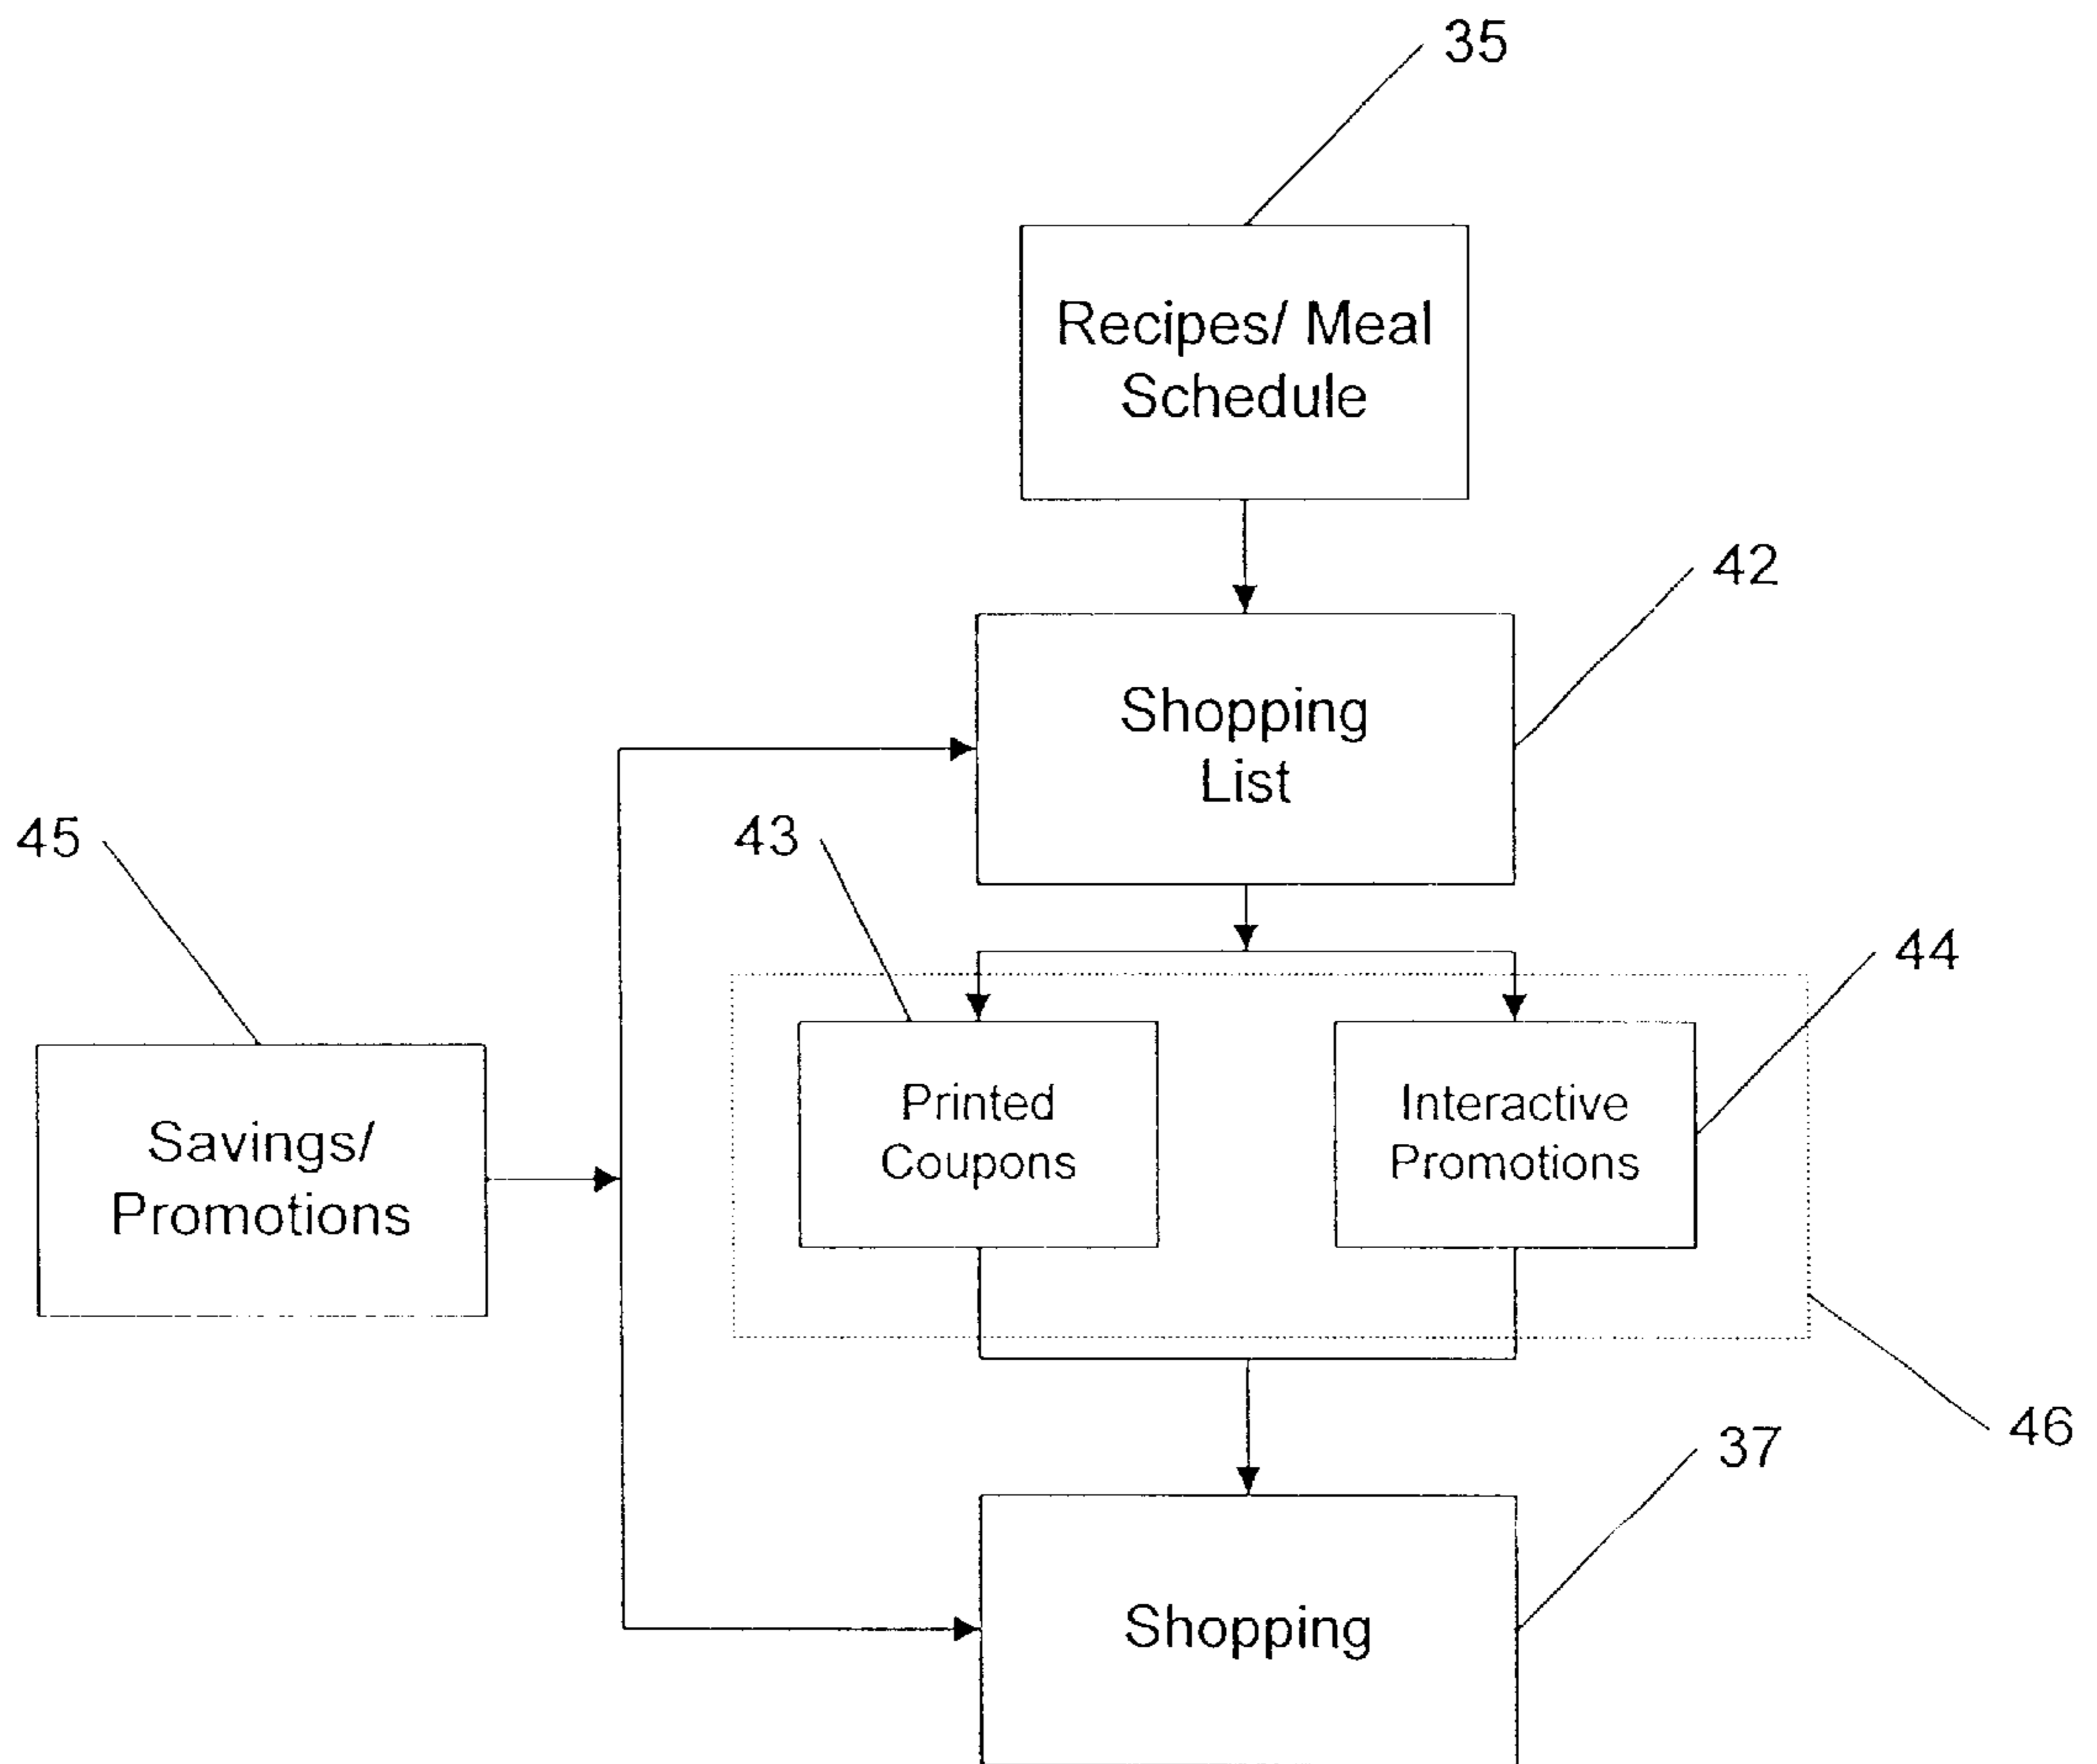 35
Recipes/ Meal
Schedule
42
Shopping
List
45
43
44
Savings/
Promotions
Printed
Coupons
Interactive
Promotions
46
37
Shopping